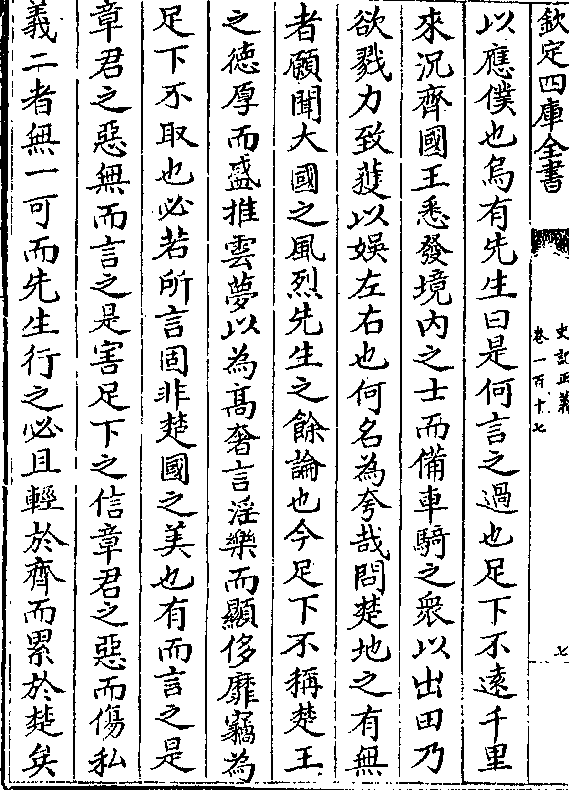 欽定四庫全書
史記正義
卷一百十七
七
以應僕也烏有先生曰是何言之過也足下不遠千里
來況齊國王悉發境内之士而備車騎之衆以出田乃
欲戮力致獲以娱左右也何名為夸哉問楚地之有無
者願聞大國之風烈先生之餘論也今足下不稱楚王
之徳厚而盛推雲夢以為髙奢言淫樂而顯侈靡竊為
足下不取也必若所言固非楚國之美也有而言之是
章君之惡無而言之是害足下之信章君之惡而傷私
義二者無一可而先生行之必且輕於齊而累於楚矣